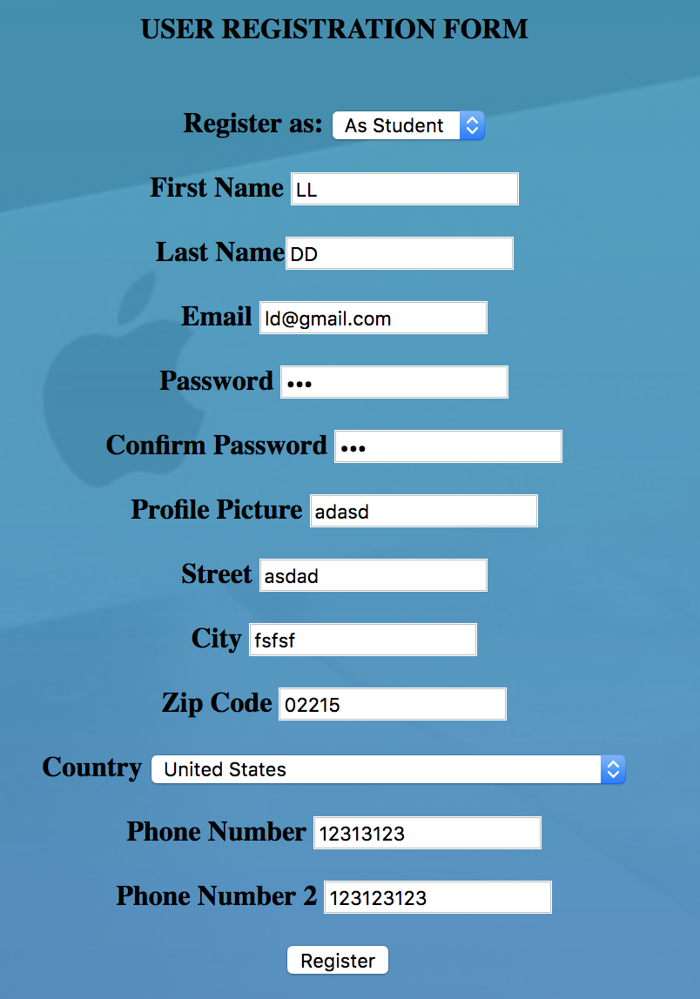 USER REGISTRATION FORM
Register as: As Student
First Name LL
Last Name DD
Email ld@gmail.com
Password •••
Confirm Password •••
Profile Picture adasd
Street asdad
City fsfsf
Zip Code 02215
Country United States
Phone Number 12313123
Phone Number 2 123123123
Register